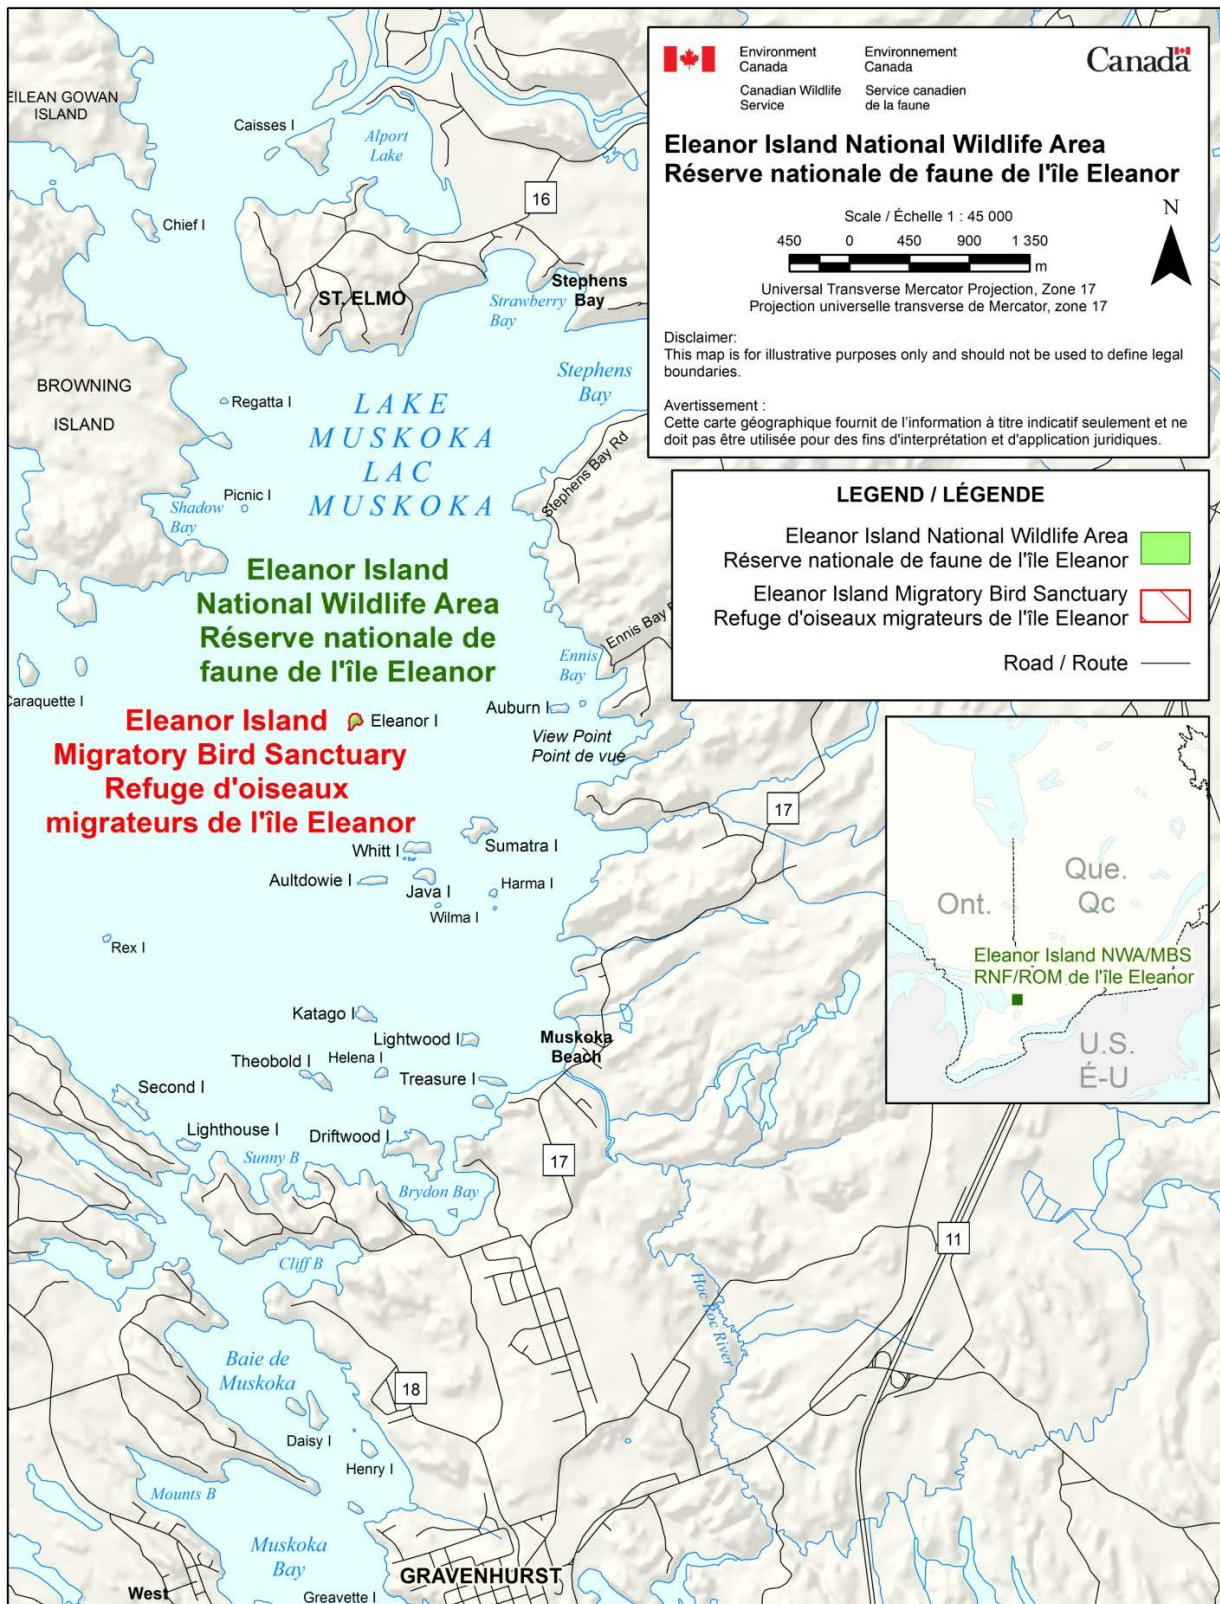 Environment
Canada
Environnement
Canada
Canadian Wildlife
Service
Service canadien
de la faune
Canada
Eleanor Island National Wildlife Area
Réserve nationale de faune de l'île Eleanor
Scale / Échelle 1 : 45 000
450 0 450 900 1 350
m
N
Universal Transverse Mercator Projection, Zone 17
Projection universelle transverse de Mercator, zone 17
Disclaimer:
This map is for illustrative purposes only and should not be used to define legal
boundaries.
Avertissement :
Cette carte géographique fournit de l'information à titre indicatif seulement et ne
doit pas être utilisée pour des fins d'interprétation et d'application juridiques.
LEGEND / LÉGENDE
Eleanor Island National Wildlife Area
Réserve nationale de faune de l'île Eleanor
Eleanor Island Migratory Bird Sanctuary
Refuge d'oiseaux migrateurs de l'île Eleanor
Road / Route
Ont.
Que.
Qc
Eleanor Island NWA/MBS
RNF/ROM de l'île Eleanor
U.S.
É-U
EILEAN GOWAN
ISLAND
Caisses I
Alport
Lake
16
Chief I
ST. ELMO
Strawberry
Bay
Stephens
Bay
Stephens
Bay
BROWNING
ISLAND
Regatta I
LAKE
MUSKOKA
LAC
MUSKOKA
Stephens Bay Rd
Picnic I
Shadow
Bay
Eleanor Island
National Wildlife Area
Réserve nationale de
faune de l'île Eleanor
Ennis Bay
Ennis
Bay
Caraquette I
Auburn I
Eleanor Island
Migratory Bird Sanctuary
Refuge d'oiseaux
migrateurs de l'île Eleanor
Eleanor I
View Point
Point de vue
17
Whitt I
Sumatra I
Aultdowie I
Java I
Harma I
Wilma I
Rex I
Katago I
Lightwood I
Muskoka
Beach
Theobold I
Helena I
Treasure I
Second I
Lighthouse I
Driftwood I
Sunny B
17
Brydon Bay
11
Cliff B
Hoc Roc River
Baie de
Muskoka
18
Daisy I
Henry I
Mounts B
Muskoka
Bay
GRAVENHURST
West
Greavette I